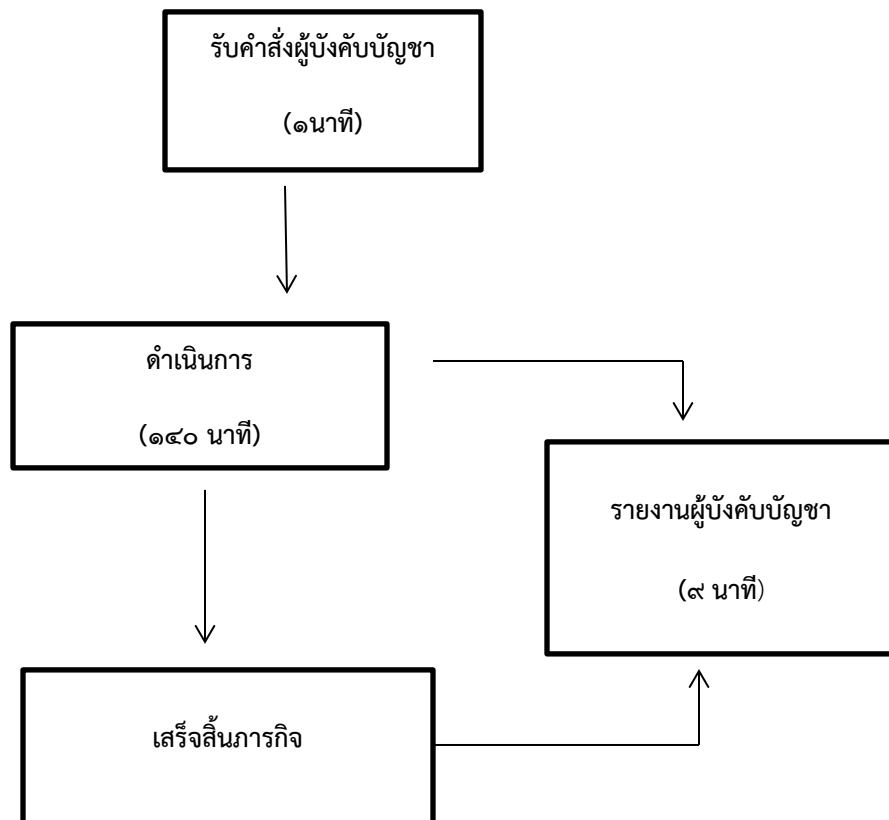 รับคำสั่งผู้บังคับบัญชา
(๑นาที)
ดำเนินการ
(๑๔๐ นาที)
รายงานผู้บังคับบัญชา
(๙ นาที)
เสร็จสิ้นภารกิจ